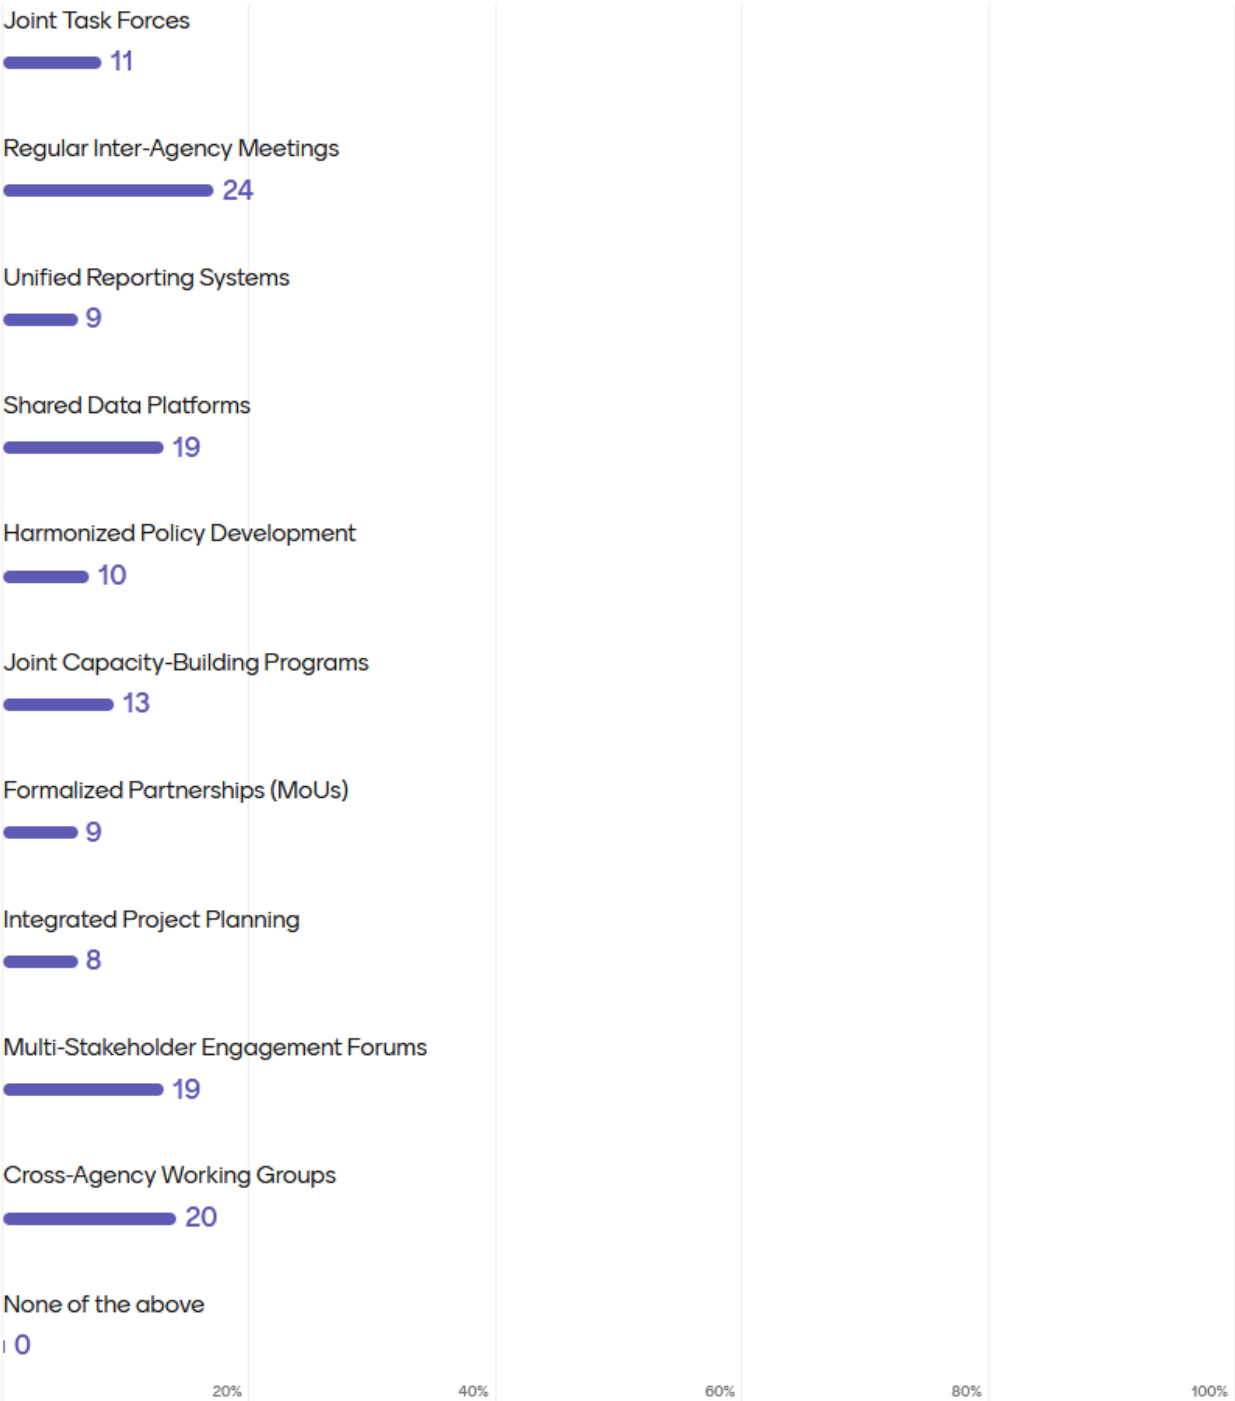 Joint Task Forces
11
Regular Inter-Agency Meetings
24
Unified Reporting Systems
9
Shared Data Platforms
19
Harmonized Policy Development
10
Joint Capacity-Building Programs
13
Formalized Partnerships (MoUs)
9
Integrated Project Planning
8
Multi-Stakeholder Engagement Forums
19
Cross-Agency Working Groups
20
None of the above
0
20% 40% 60% 80% 100%